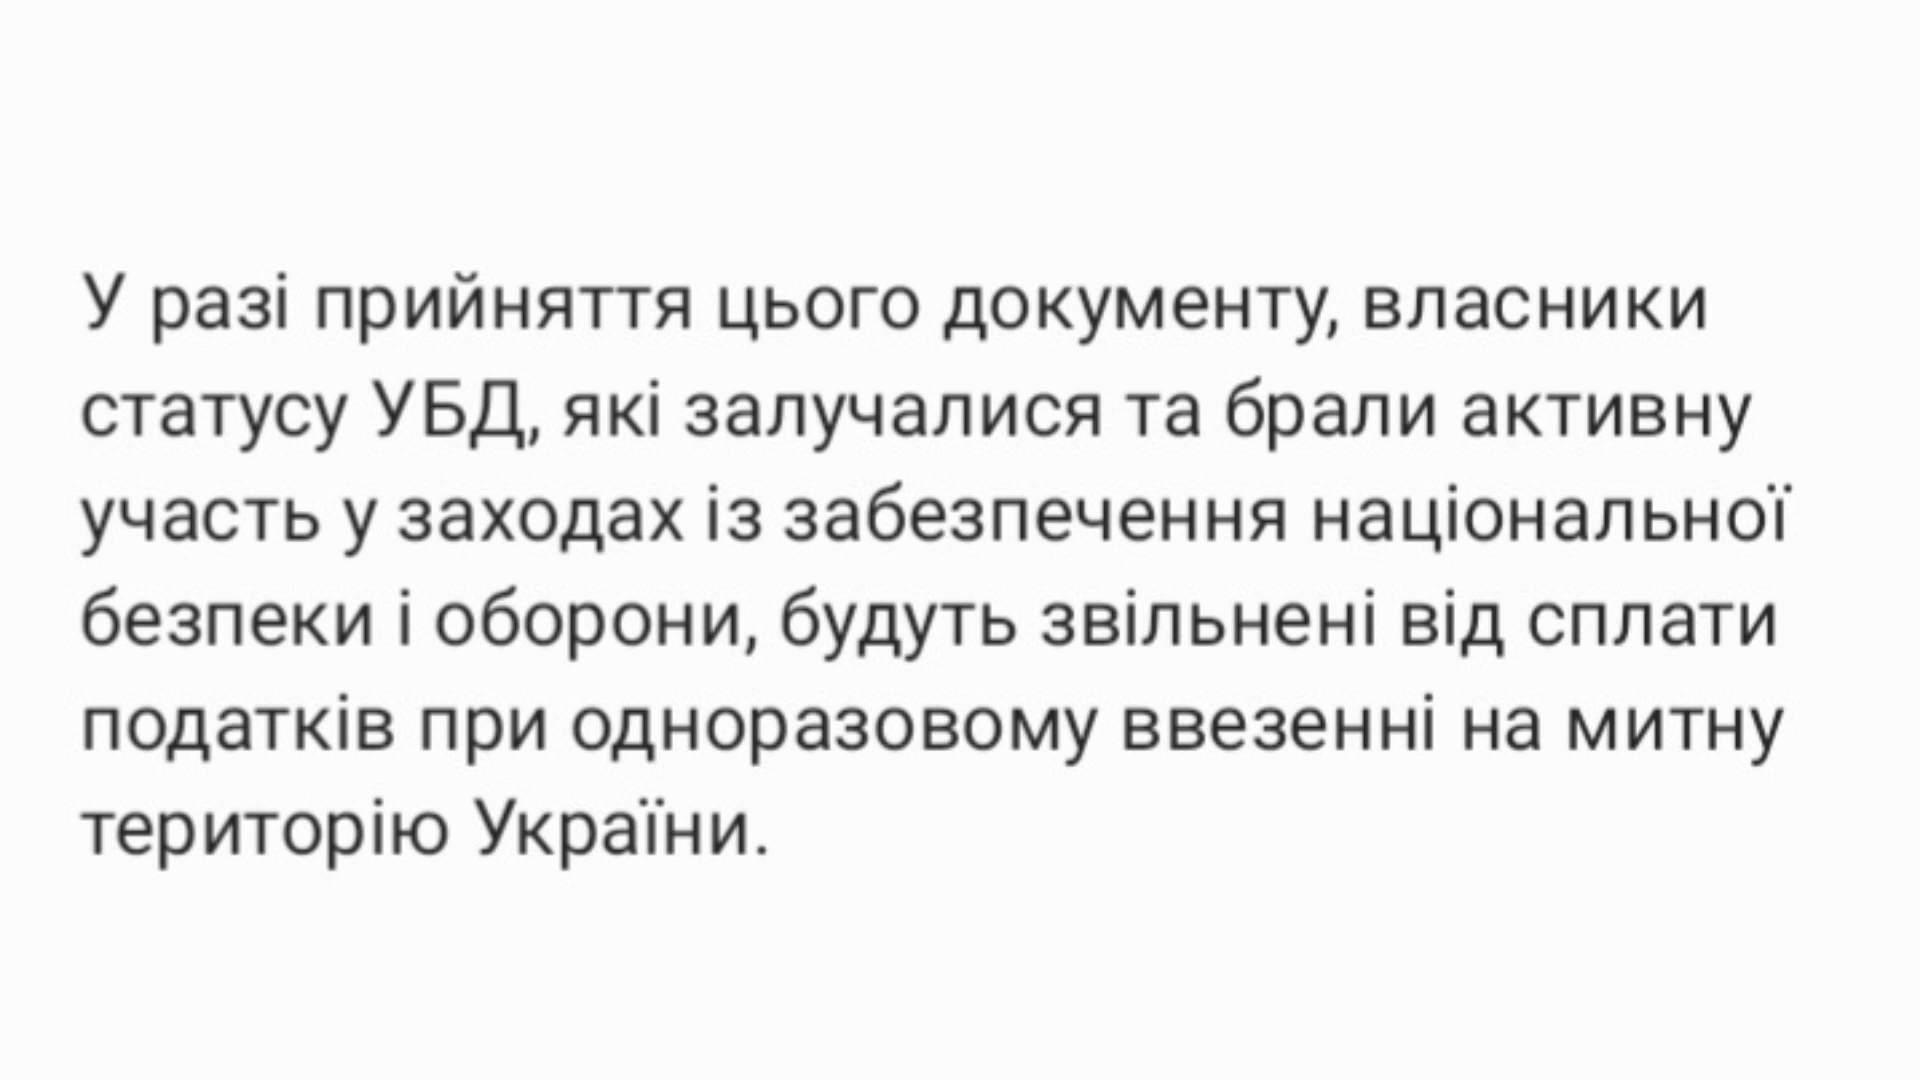 У разі прийняття цього документу, власники
статусу УБД, які залучалися та брали активну
участь у заходах із забезпечення національної
безпеки і оборони, будуть звільнені від сплати
податків при одноразовому ввезенні на митну
територію України.